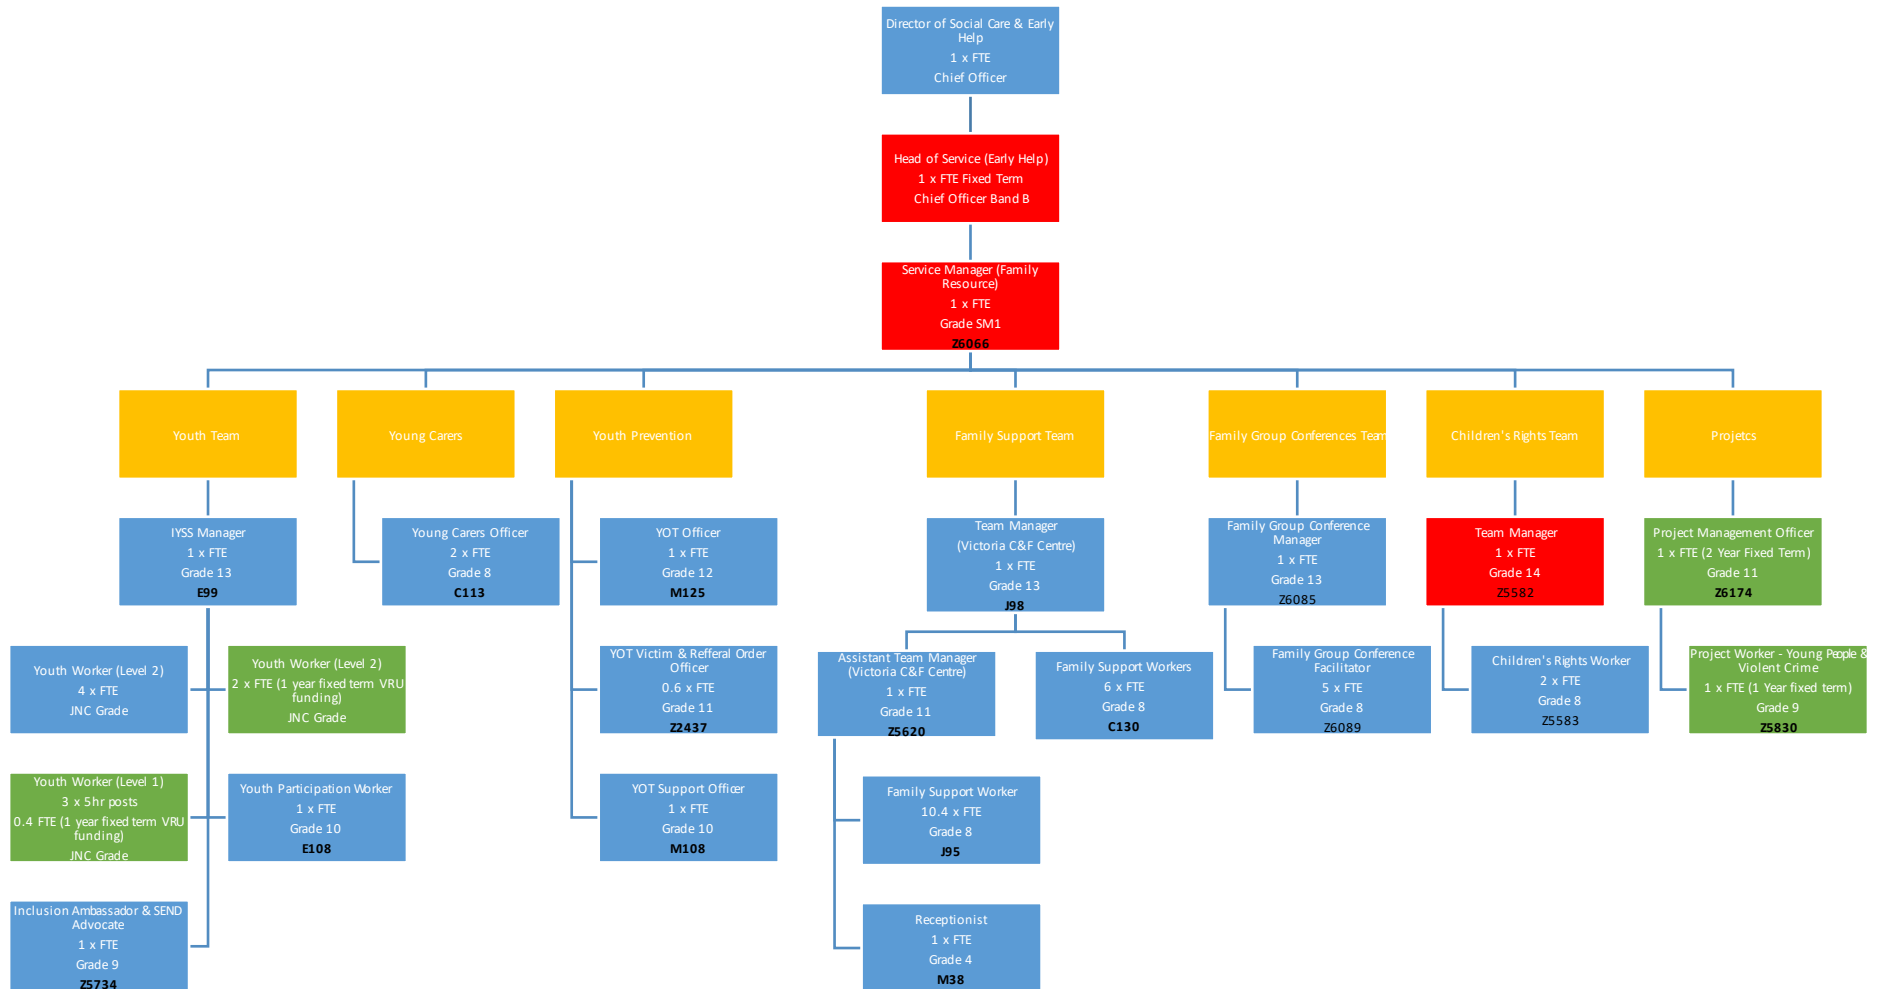 Director of Social Care & Early
Help
1 x FTE
Chief Officer
Head of Service (Early Help)
1 x FTE Fixed Term
Chief Officer Band B
Service Manager (Family
Resource)
1 x FTE
Grade SM1
Z6066
Youth Team
Young Carers
Youth Prevention
Family Support Team
Family Group Conferences Team
Children's Rights Team
Projetcs
IYSS Manager
1 x FTE
Grade 13
E99
Young Carers Officer
2 x FTE
Grade 8
C113
YOT Officer
1 x FTE
Grade 12
M125
Team Manager
(Victoria C&F Centre)
1 x FTE
Grade 13
J98
Family Group Conference
Manager
1 x FTE
Grade 13
Z6085
Team Manager
1 x FTE
Grade 14
Z5582
Project Management Officer
1 x FTE (2 Year Fixed Term)
Grade 11
Z6174
Youth Worker (Level 2)
4 x FTE
JNC Grade
Youth Worker (Level 2)
2 x FTE (1 year fixed term VRU
funding)
JNC Grade
YOT Victim & Refferal Order
Officer
0.6 x FTE
Grade 11
Z2437
Assistant Team Manager
(Victoria C&F Centre)
1 x FTE
Grade 11
Z5620
Family Support Workers
6 x FTE
Grade 8
C130
Family Group Conference
Facilitator
5 x FTE
Grade 8
Z6089
Children's Rights Worker
2 x FTE
Grade 8
Z5583
Project Worker - Young People &
Violent Crime
1 x FTE (1 Year fixed term)
Grade 9
Z5830
Youth Worker (Level 1)
3 x 5hr posts
0.4 FTE (1 year fixed term VRU
funding)
JNC Grade
Youth Participation Worker
1 x FTE
Grade 10
E108
YOT Support Officer
1 x FTE
Grade 10
M108
Family Support Worker
10.4 x FTE
Grade 8
J95
Inclusion Ambassador & SEND
Advocate
1 x FTE
Grade 9
Z5734
Receptionist
1 x FTE
Grade 4
M38